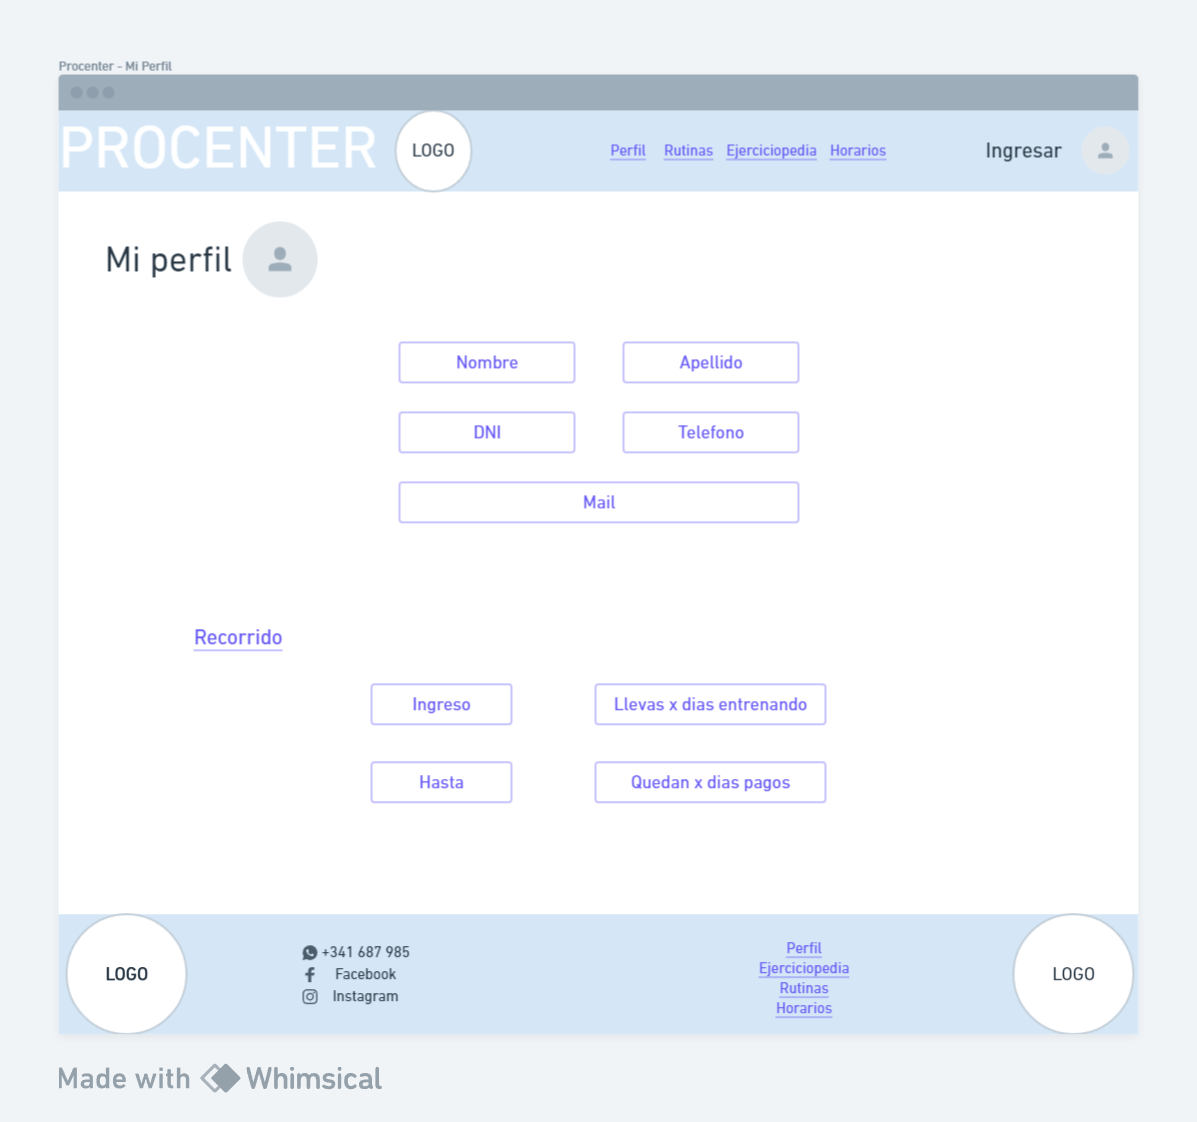 Procenter - Mi Perfil
PROCENTER
LOGO
Perfil Rutinas Ejerciciopedia Horarios
Ingresar
Mi perfil
Nombre Apellido
DNI Telefono
Mail
Recorrido
Ingreso Llevas x dias entrenando
Hasta Quedan x dias pagos
LOGO
+341 687 985
Facebook
Instagram
Perfil
Ejerciciopedia
Rutinas
Horarios
LOGO
Made with Whimsical